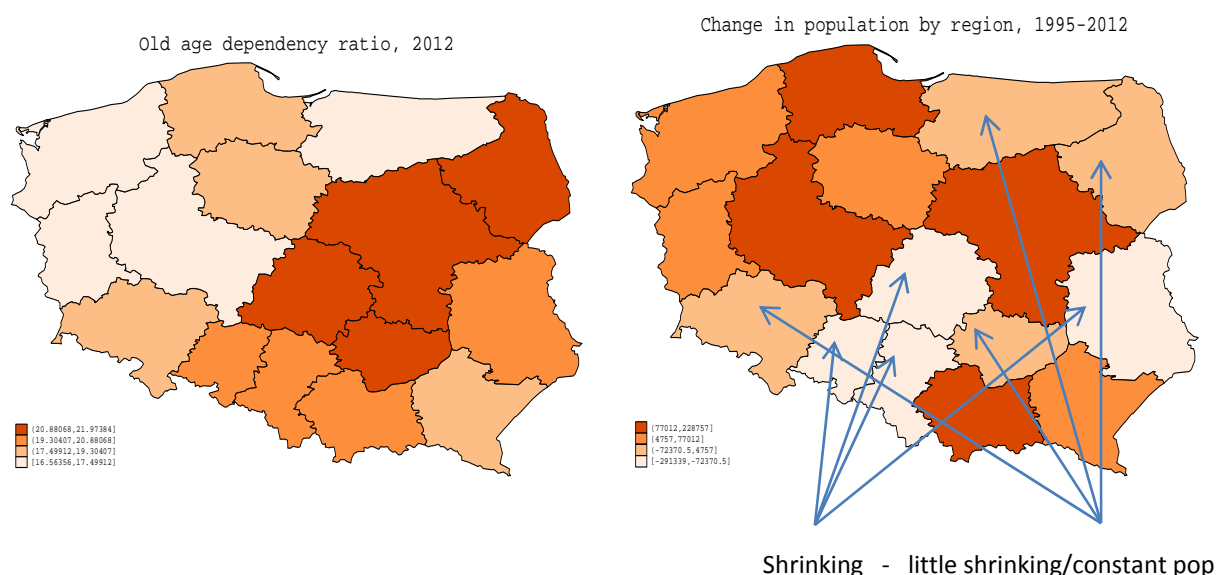 Old age dependency ratio, 2012
(20.88068,21.97384]
(19.30407,20.88068]
(17.49912,19.30407]
[16.56356,17.49912]
Change in population by region, 1995-2012
(77012,228757]
(4757,77012]
(-72370.5,4757]
[-291339,-72370.5]
Shrinking - little shrinking/constant pop